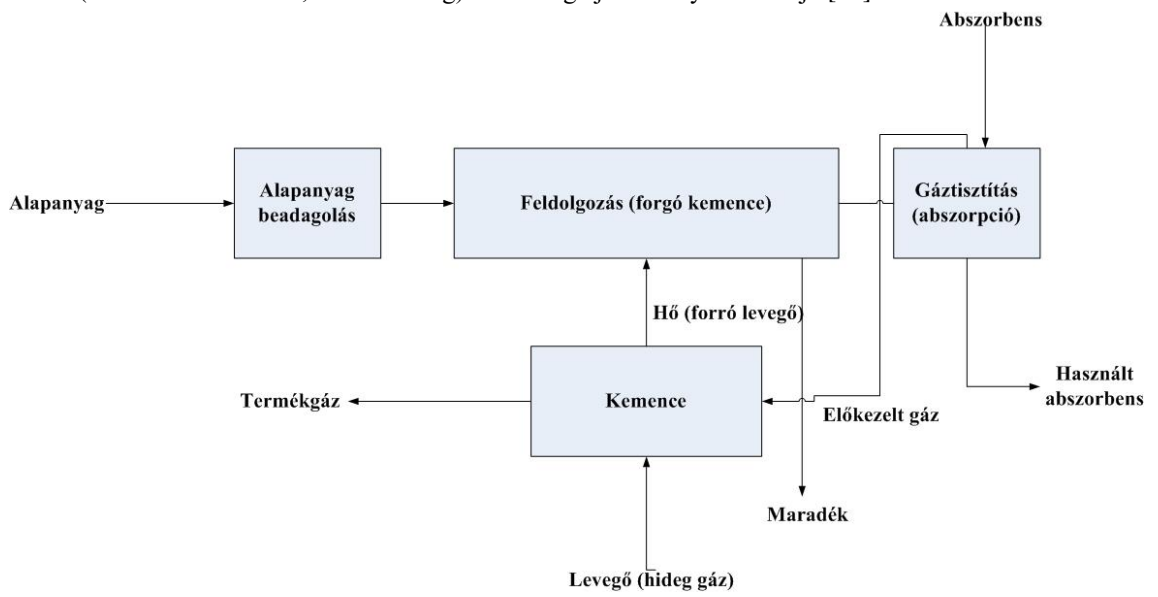 Abszorbens
Alapanyag
Alapanyag
beadagolás
Feldolgozás (forgó kemence)
Gáztisztítás
(abszorpció)
Hő (forró levegő)
Termékgáz
Kemence
Előkezelt gáz
Használt
abszorbens
Maradék
Levegő (hideg gáz)